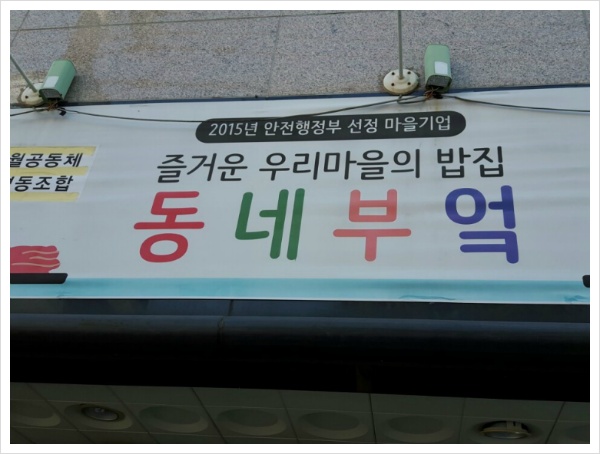 2015년 안전행정부 선정 마을기업
즐거운 우리마을의 밥집
동네부엌
월공동체
동조합